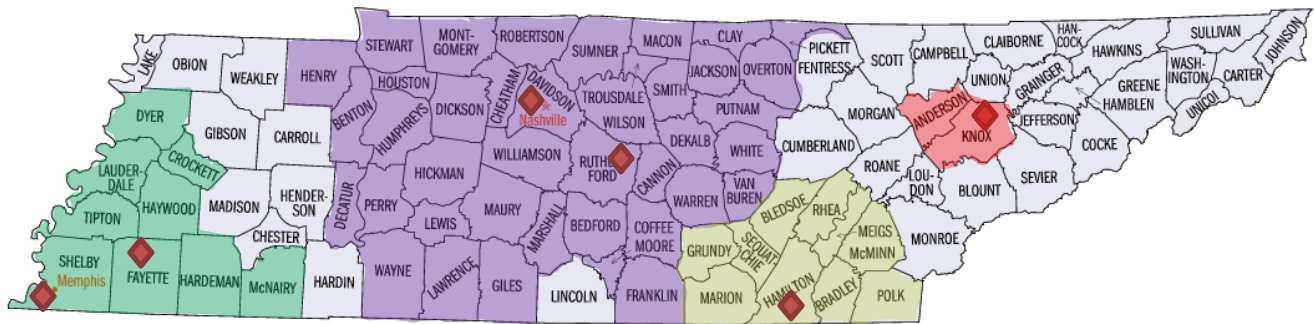 LAKE
OBION
WEAKLEY
HENRY
STEWART
MONT-
GOMERY
ROBERTSON
SUMNER
MACON
CLAY
PICKETT
FENTRESS
SCOTT
CAMPBELL
CLAIBORNE
HAN-
COCK
HAWKINS
SULLIVAN
JOHNSON
DYER
GIBSON
CARROLL
BENTON
HOUSTON
HUMPHREYS
DICKSON
CHEATHAM
DAVIDSON
Nashville
TROUSDALE
WILSON
SMITH
JACKSON
OVERTON
PUTNAM
MORGAN
ANDERSON
UNION
GRAINGER
HAMBLEN
GREENE
WASH-
INGTON
CARTER
UNICOI
CROCKETT
LAUDER-
DALE
HAYWOOD
TIPTON
MADISON
HENDER-
SON
CHESTER
DECATUR
PERRY
HICKMAN
LEWIS
WILLIAMSON
MAURY
RUTHE
FORD
CANNON
DEKALB
WHITE
WARREN
VAN
BUREN
CUMBERLAND
ROANE
LOU-
DON
KNOX
JEFFERSON
COCKE
SEVIER
BLOUNT
MONROE
SHELBY
Memphis
FAYETTE
HARDEMAN
McNAIRY
HARDIN
WAYNE
LAWRENCE
GILES
MARSHALL
BEDFORD
COFFEE
MOORE
LINCOLN
FRANKLIN
GRUNDY
SEQUAT-
CHIE
BLEDSOE
RHEA
MEIGS
McMINN
MARION
HAMILTON
BRADLEY
POLK